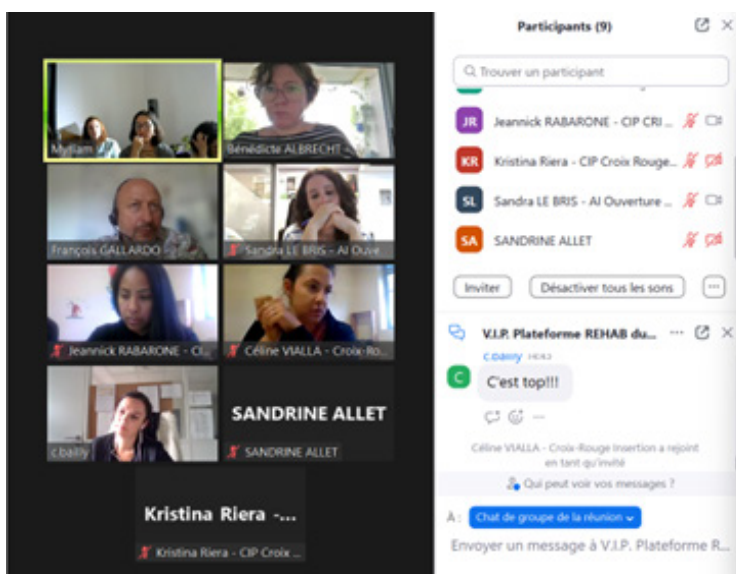 Myriam
Bénédicte ALBRECHT
François GALLARDO
Sandra LE BRIS - AI Ouve
Jeannick RABARONE - CI...
Céline VIALLA - Croix-Ro...
c.bailly
SANDRINE ALLET
SANDRINE ALLET
Kristina Riera -...
Kristina Riera - CIP Croix ...
Participants (9)
Trouver un participant
JR Jeannick RABARONE - CIP CRI ...
KR Kristina Riera - CIP Croix Rouge...
SL Sandra LE BRIS - AI Ouverture ...
SA SANDRINE ALLET
Inviter
Désactiver tous les sons
...
V.I.P. Plateforme REHAB du... ...
c.bailly
C
C'est top!!!
Céline VIALLA - Croix-Rouge Insertion a rejoint
en tant qu'invité
Qui peut voir vos messages ?
À : Chat de groupe de la réunion
Envoyer un message à V.I.P. Plateforme R...